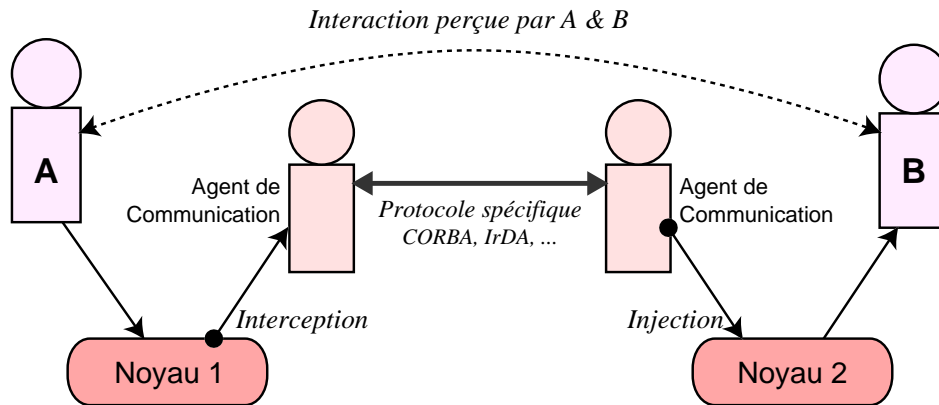 Interaction perçue par A & B
A
B
Agent de
Communication
Protocole spécifique
CORBA, IrDA, ...
Agent de
Communication
Interception
Injection
Noyau 1
Noyau 2